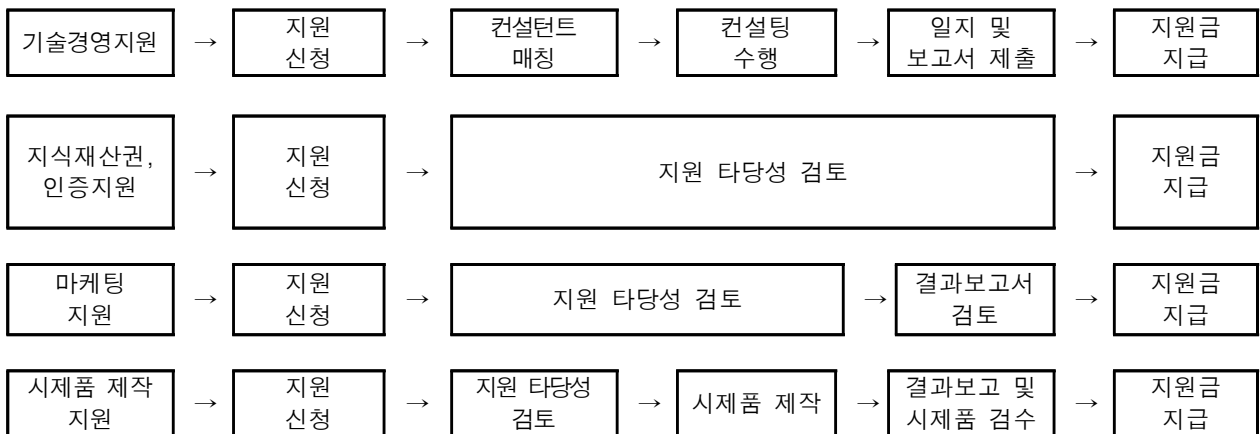 기술경영지원 → 지원 신청 → 컨설턴트 매칭 → 컨설팅 수행 → 일지 및 보고서 제출 → 지원금 지급
지식재산권, 인증지원 → 지원 신청 → 지원 타당성 검토 → 지원금 지급
마케팅 지원 → 지원 신청 → 지원 타당성 검토 → 결과보고서 검토 → 지원금 지급
시제품 제작 지원 → 지원 신청 → 지원 타당성 검토 → 시제품 제작 → 결과보고 및 시제품 검수 → 지원금 지급